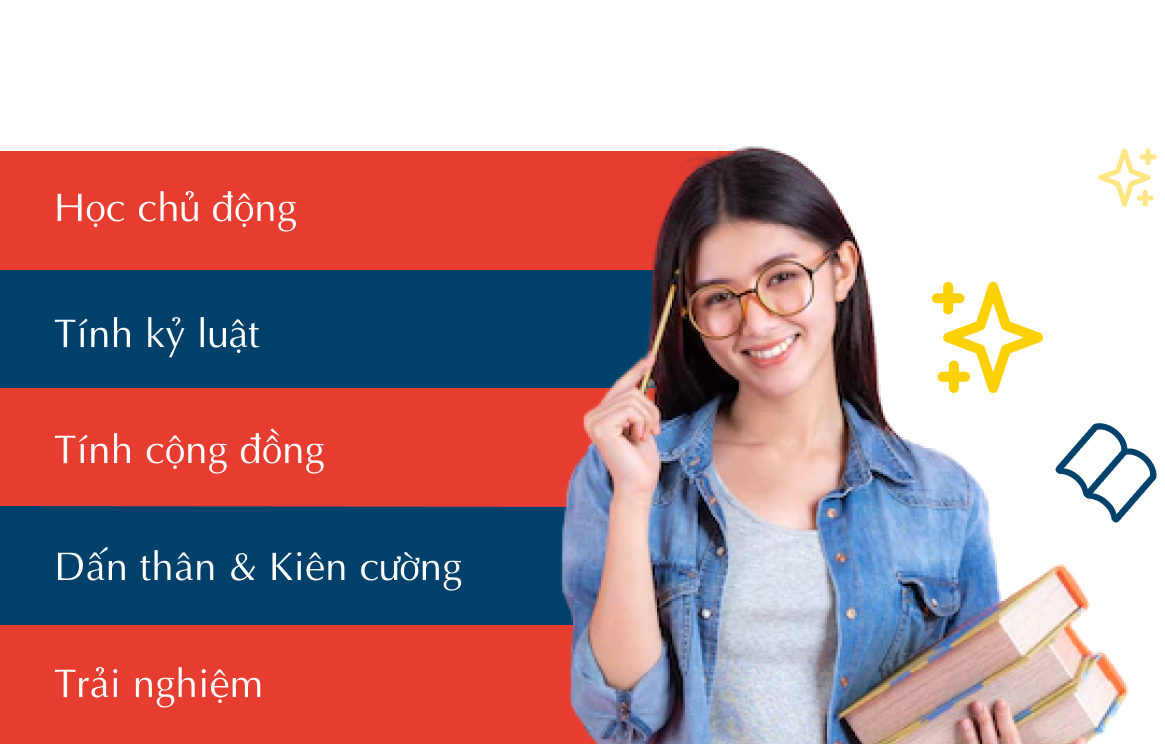 Học chủ động
Tính kỷ luật
Tính cộng đồng
Dấn thân & Kiên cường
Trải nghiệm